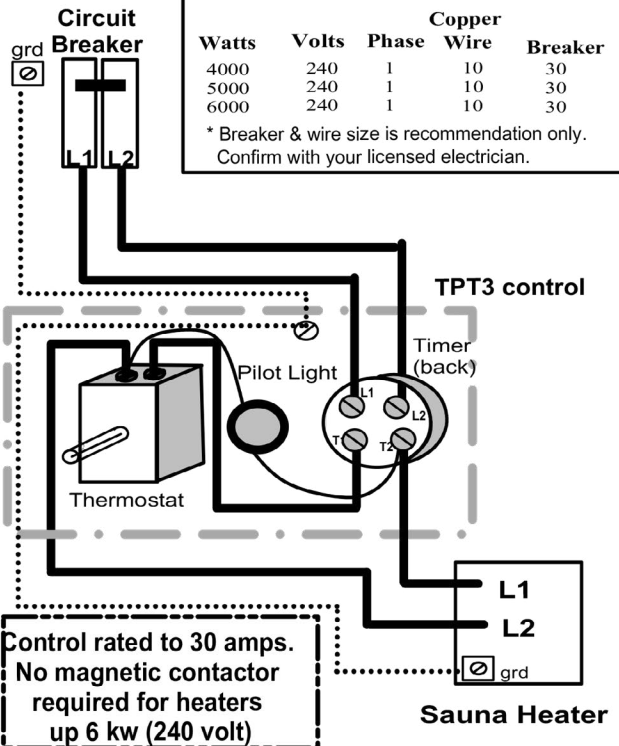 Circuit
Breaker
grd
L1 L2
Copper
Watts Volts Phase Wire Breaker
4000 240 1 10 30
5000 240 1 10 30
6000 240 1 10 30
* Breaker & wire size is recommendation only.
Confirm with your licensed electrician.
TPT3 control
Timer
(back)
Pilot Light
L1
L2
T1
T2
Thermostat
L1
L2
grd
Sauna Heater
Control rated to 30 amps.
No magnetic contactor
required for heaters
up 6 kw (240 volt)